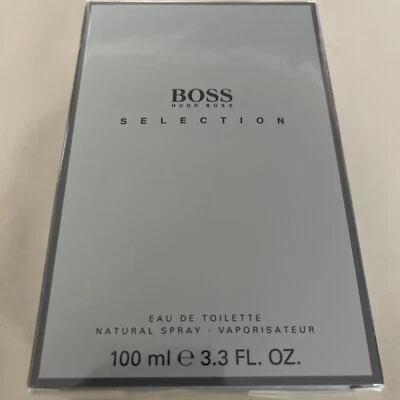 BOSS
HUGO BOSS
SELECTION
EAU DE TOILETTE
NATURAL SPRAY · VAPORISATEUR
100 ml ℮ 3.3 FL. OZ.